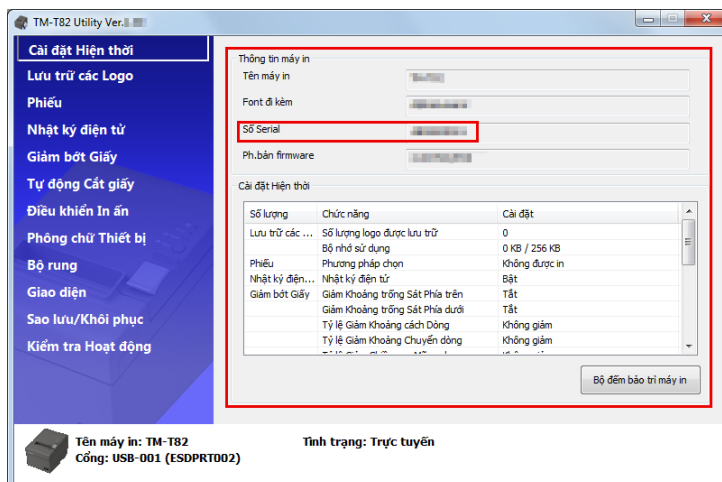 TM-T82 Utility Ver.
Cài đặt Hiện thời
Lưu trữ các Logo
Phiếu
Nhật ký điện tử
Giảm bớt Giấy
Tự động Cắt giấy
Điều khiển In ấn
Phông chữ Thiết bị
Bộ rung
Giao diện
Sao lưu/Khôi phục
Kiểm tra Hoạt động
Thông tin máy in
Tên máy in
Font đi kèm
Số Serial
Ph.bản firmware
Cài đặt Hiện thời
Số lượng Chức năng Cài đặt
Lưu trữ các ... Số lượng logo được lưu trữ 0
Bộ nhớ sử dụng 0 KB / 256 KB
Phiếu Phương pháp chọn Không được in
Nhật ký điện... Nhật ký điện tử Bật
Giảm bớt Giấy Giảm Khoảng trống Sát Phía trên Tắt
Giảm Khoảng trống Sát Phía dưới Tắt
Tỷ lệ Giảm Khoảng cách Dòng Không giảm
Tỷ lệ Giảm Khoảng Chuyển dòng Không giảm
Bộ đếm bảo trì máy in
Tên máy in: TM-T82 Tình trạng: Trực tuyến
Cổng: USB-001 (ESDPRT002)